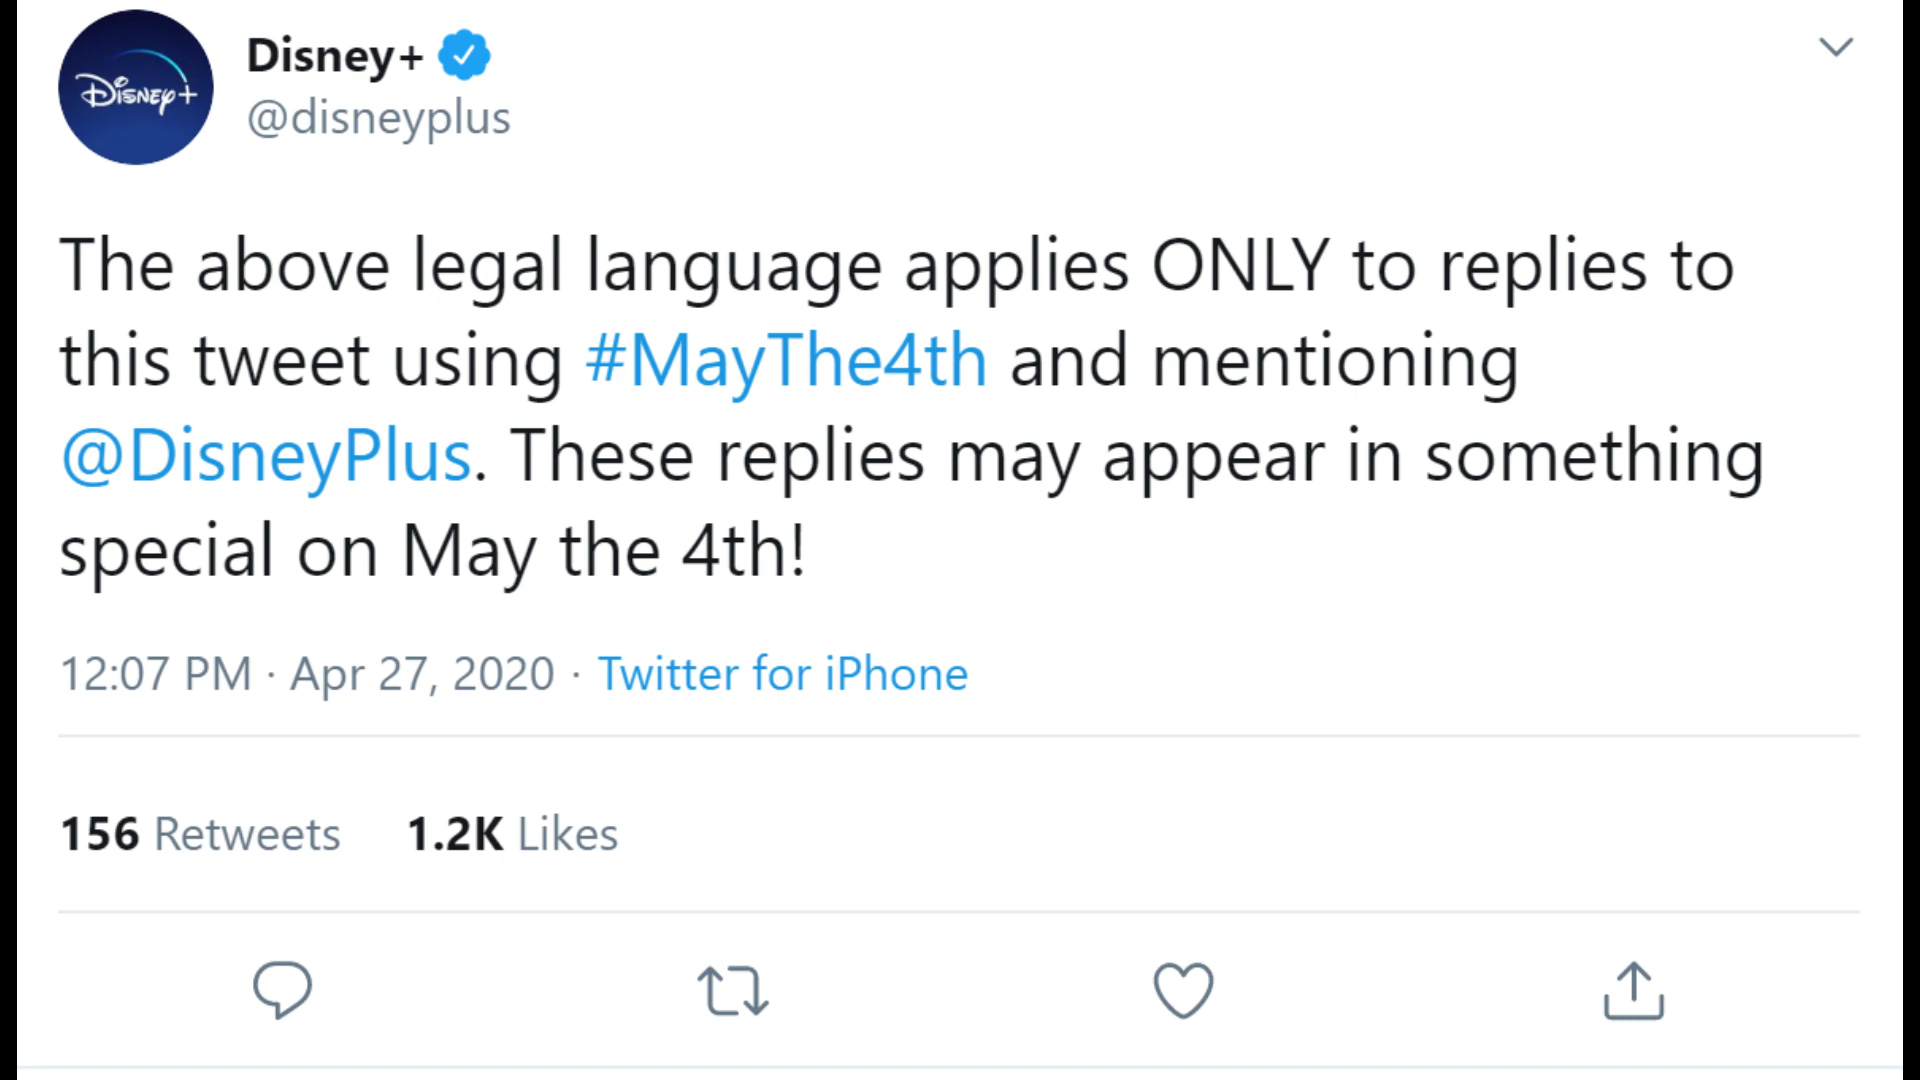 Disney+
Disney+
@disneyplus
The above legal language applies ONLY to replies to
this tweet using #MayThe4th and mentioning
@DisneyPlus. These replies may appear in something
special on May the 4th!
12:07 PM · Apr 27, 2020 · Twitter for iPhone
156 Retweets 1.2K Likes